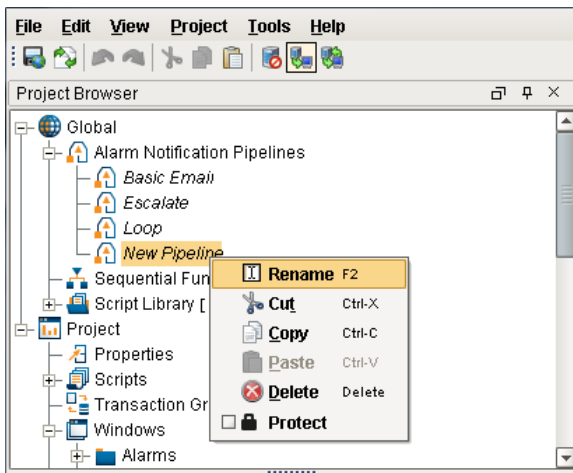 File Edit View Project Tools Help
Project Browser
Global
Alarm Notification Pipelines
Basic Email
Escalate
Loop
New Pipeline
Rename F2
Sequential Fun
Cut Ctrl-X
Script Library [
Copy Ctrl-C
Project
Paste Ctrl-V
Properties
Delete Delete
Scripts
Protect
Transaction Gr
Windows
Alarms